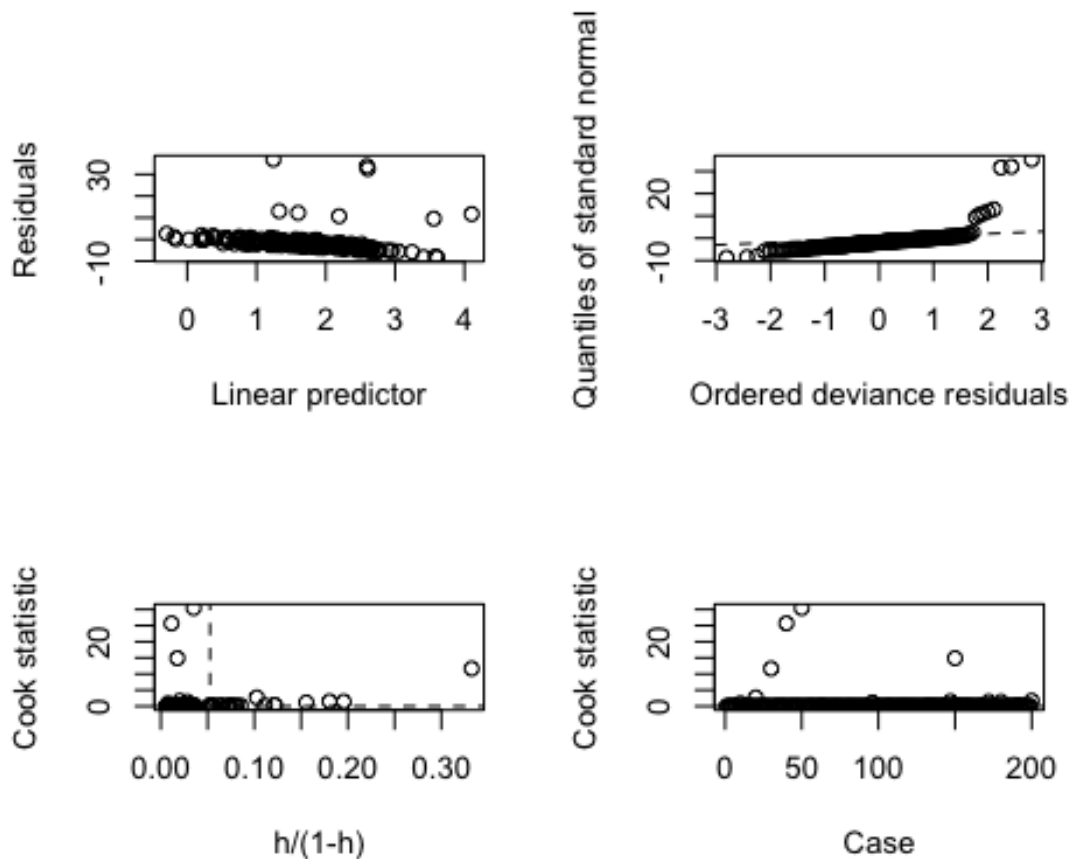 Residuals
30
-10
0 1 2 3 4
Linear predictor
Quantiles of standard normal
20
-10
-3 -2 -1 0 1 2 3
Ordered deviance residuals
Cook statistic
20
0
0.00 0.10 0.20 0.30
h/(1-h)
Cook statistic
20
0
0 50 100 200
Case